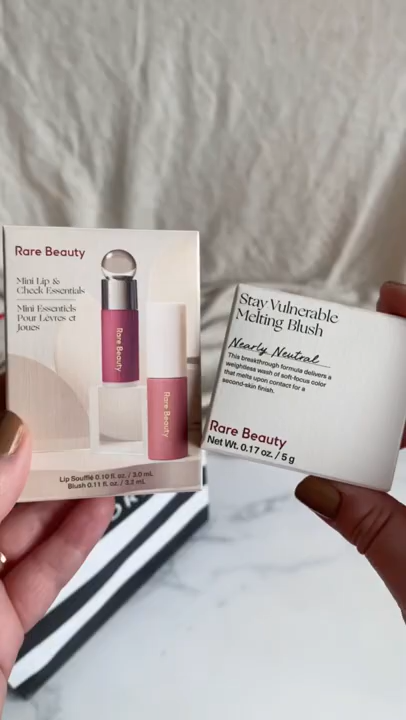 Rare Beauty
Mini Lip &
Cheek Essentials
Mini Essentiels
Pour Lèvres et
Joues
Rare Beauty
Rare Beauty
Lip Soufflé 0.10 fl. oz. / 3.0 mL
Blush 0.11 fl. oz. / 3.2 mL
Stay Vulnerable
Melting Blush
Nearly Neutral
This breakthrough formula delivers a
weightless wash of soft-focus color
that melts upon contact for a
second-skin finish.
Rare Beauty
Net Wt. 0.17 oz. / 5 g